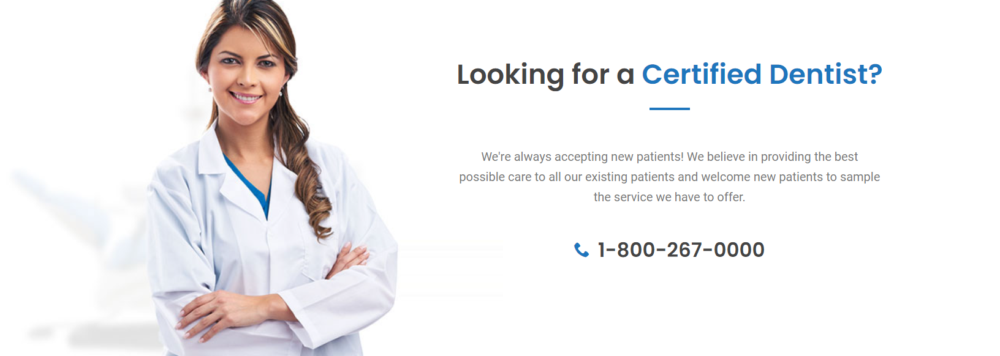 Looking for a Certified Dentist?
We're always accepting new patients! We believe in providing the best
possible care to all our existing patients and welcome new patients to sample
the service we have to offer.
1-800-267-0000